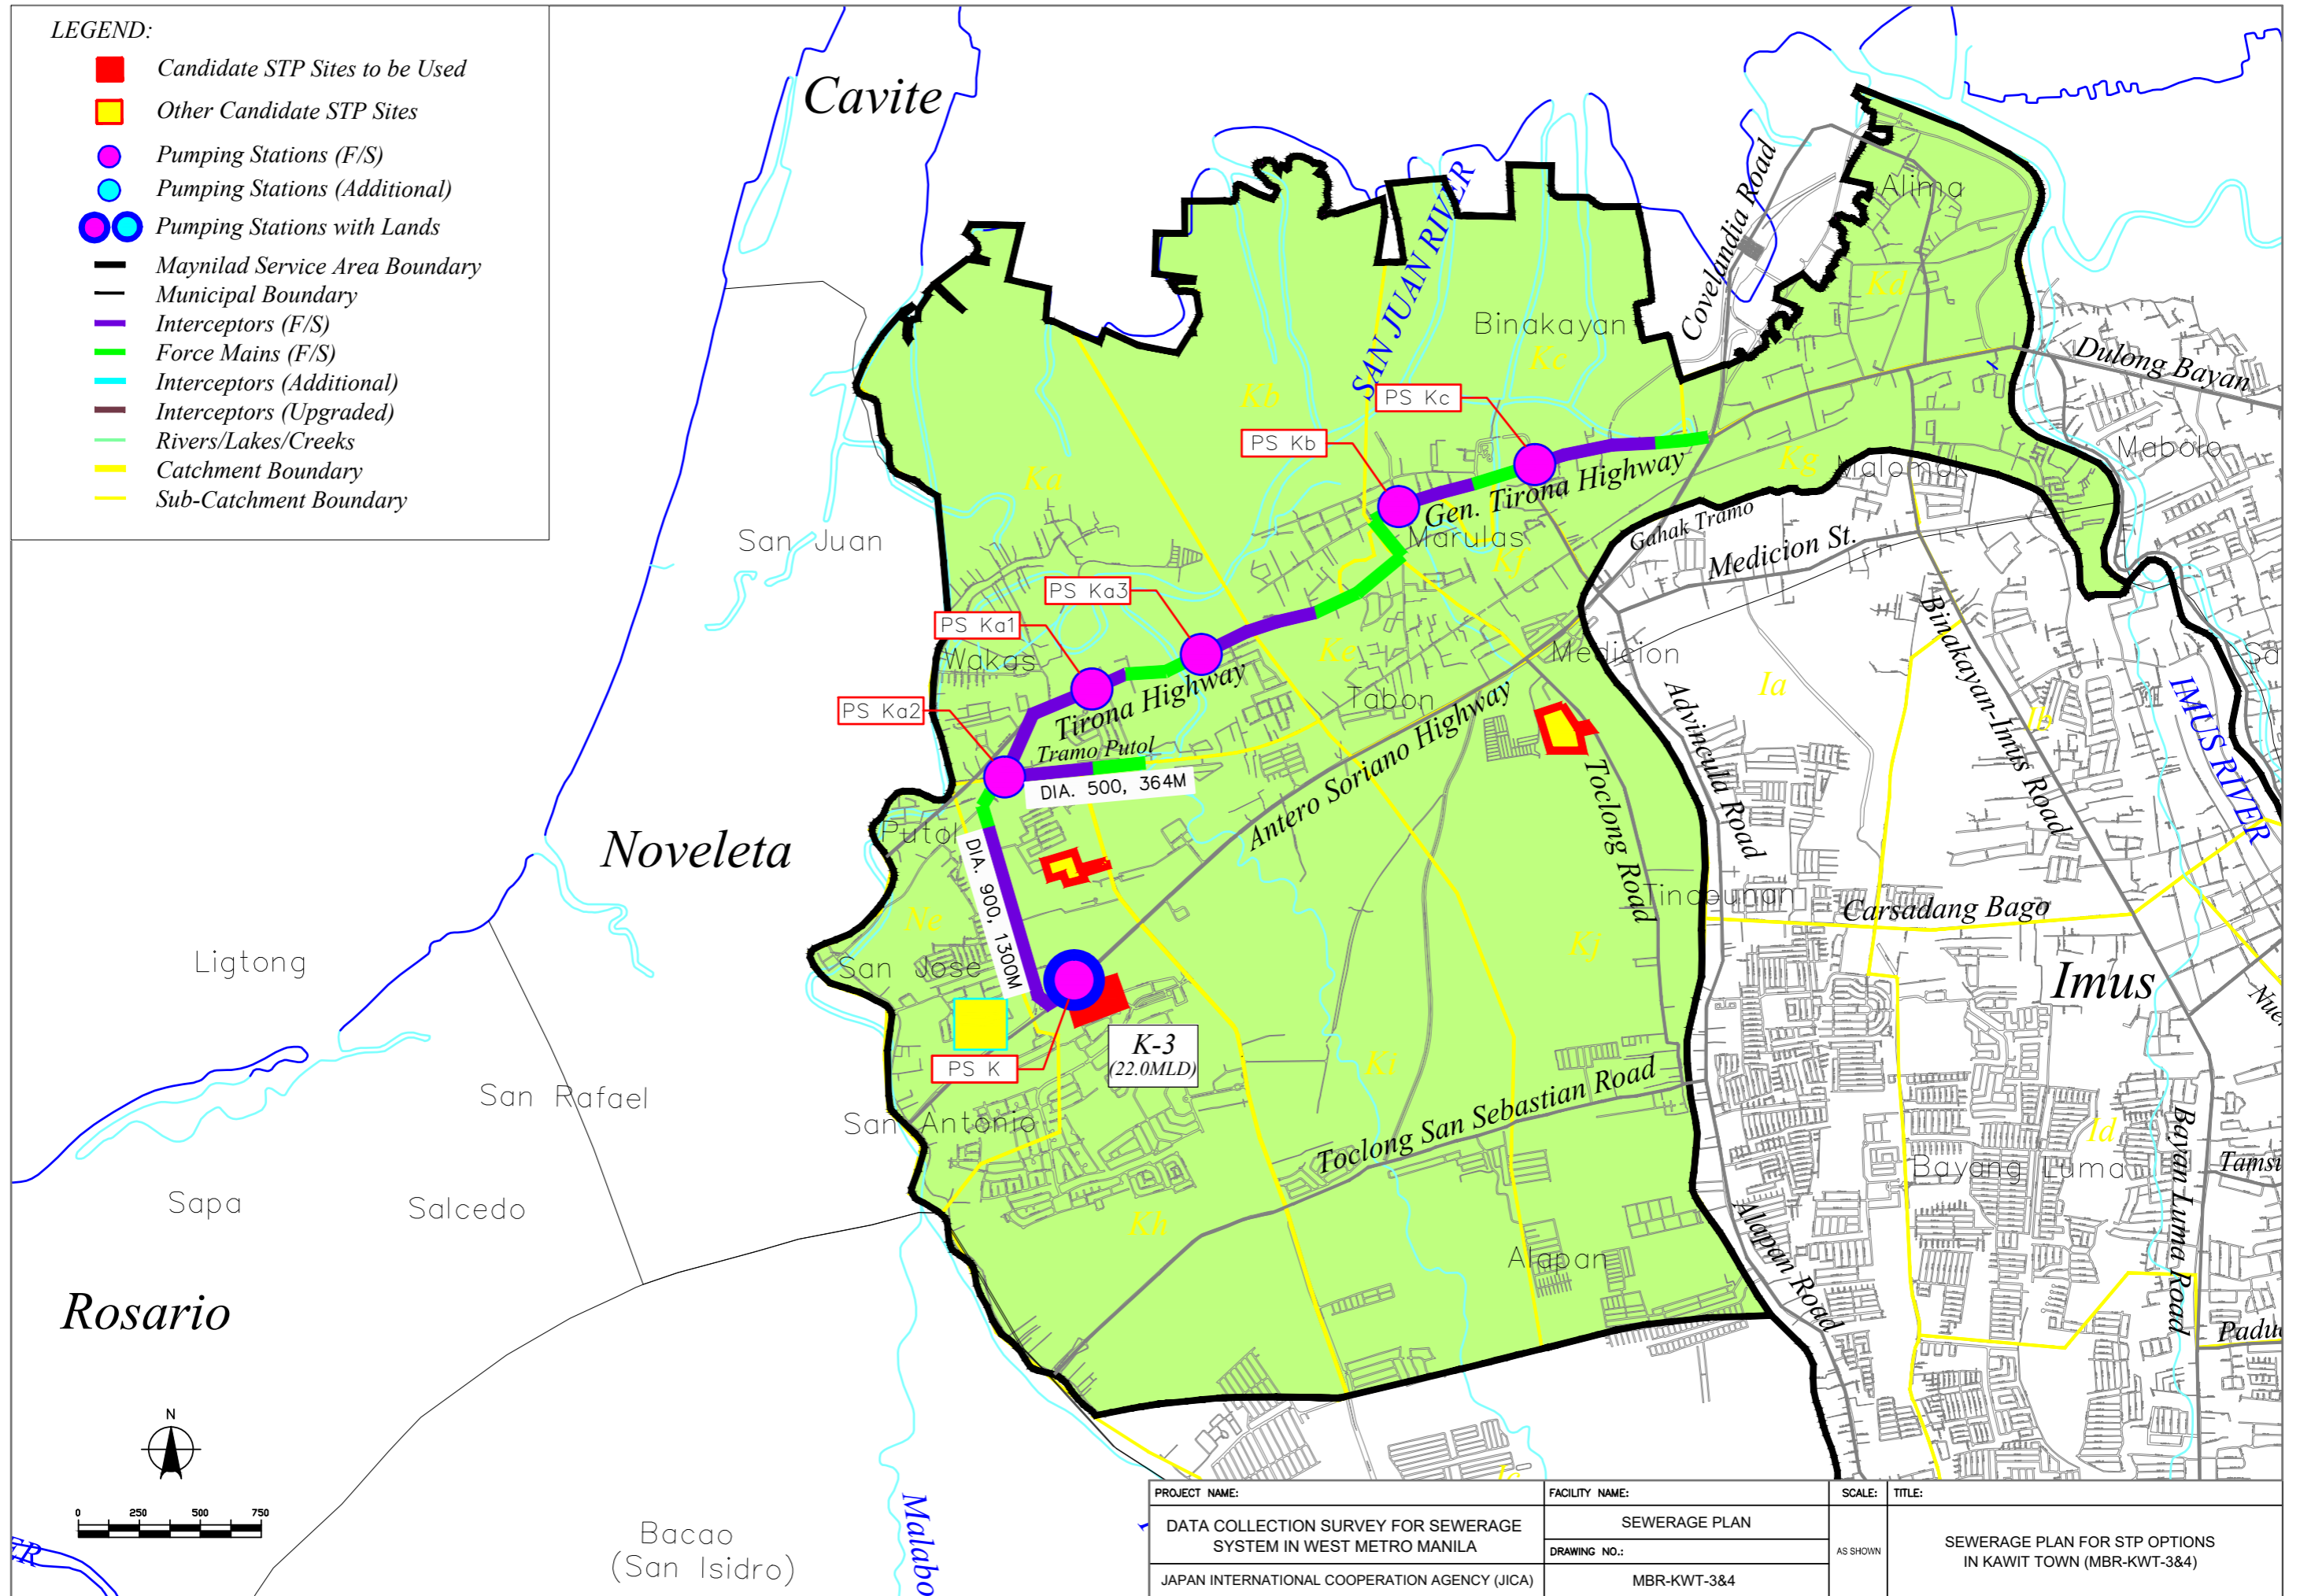 LEGEND:
Candidate STP Sites to be Used
Other Candidate STP Sites
Pumping Stations (F/S)
Pumping Stations (Additional)
Pumping Stations with Lands
Maynilad Service Area Boundary
Municipal Boundary
Interceptors (F/S)
Force Mains (F/S)
Interceptors (Additional)
Interceptors (Upgraded)
Rivers/Lakes/Creeks
Catchment Boundary
Sub-Catchment Boundary
Cavite
SAN JUAN RIVER
Covelandia Road
Alima
Kd
Binakayan
Kc
Kb
Dulong Bayan
PS Kc
PS Kb
Mabolo
Kg
Malomok
Ka
Gen. Tirona Highway
Marulas
Gahak Tramo
Medicion St.
San Juan
Kf
PS Ka3
PS Ka1
Wakas
Ke
Medicion
Binakayan-Imus Road
Sa
Ia
Ib
IMUS RIVER
PS Ka2
Tirona Highway
Tabon
Advincula Road
Tramo Putol
DIA. 500, 364M
Antero Soriano Highway
Toclong Road
Putol
Noveleta
DIA. 900, 1300M
Ne
Carsadang Bago
Kj
Ligtong
San Jose
Imus
K-3
(22.0MLD)
PS K
Ki
San Rafael
San Antonio
Toclong San Sebastian Road
Id
Bayan Luma Road
Bayang Luma
Tamsi
Sapa
Salcedo
Kh
Alapan Road
Alapan
Rosario
Padu
N
0 250 500 750
Ic
Malabo
Bacao
(San Isidro)
ER
PROJECT NAME:
DATA COLLECTION SURVEY FOR SEWERAGE
SYSTEM IN WEST METRO MANILA
JAPAN INTERNATIONAL COOPERATION AGENCY (JICA)
FACILITY NAME:
SEWERAGE PLAN
DRAWING NO.:
MBR-KWT-3&4
SCALE:
AS SHOWN
TITLE:
SEWERAGE PLAN FOR STP OPTIONS
IN KAWIT TOWN (MBR-KWT-3&4)